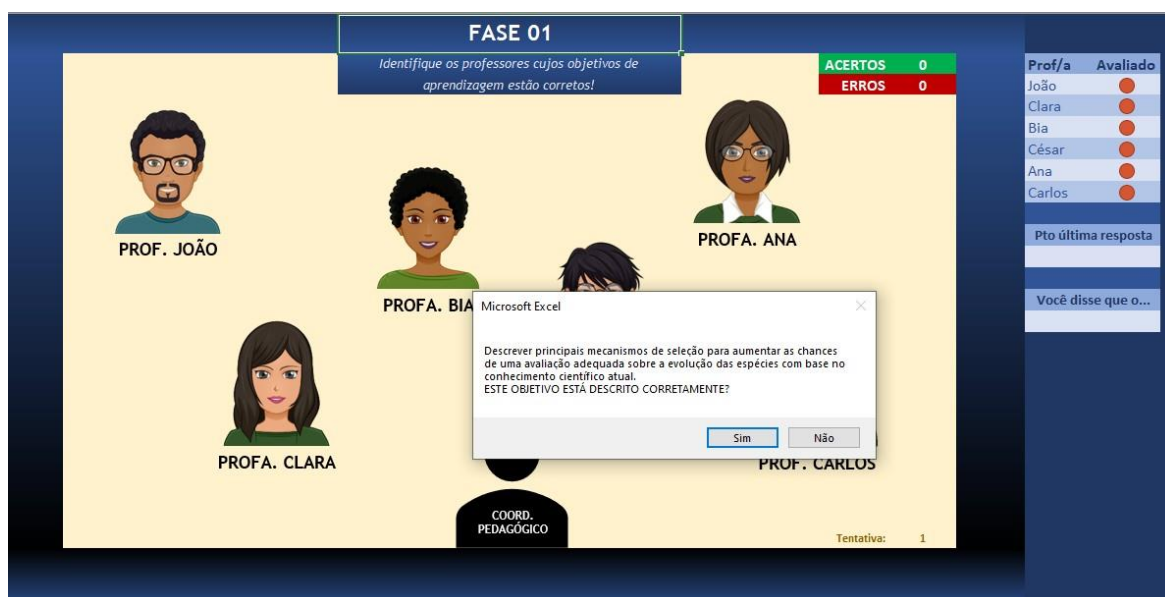 FASE 01
Identifique os professores cujos objetivos de
aprendizagem estão corretos!
ACERTOS 0
ERROS 0
PROF. JOÃO
PROFA. BIA
PROFA. ANA
PROFA. CLARA
PROF. CARLOS
COORD.
PEDAGÓGICO
Tentativa: 1
Microsoft Excel
Descrever principais mecanismos de seleção para aumentar as chances
de uma avaliação adequada sobre a evolução das espécies com base no
conhecimento científico atual.
ESTE OBJETIVO ESTÁ DESCRITO CORRETAMENTE?
Sim Não
Prof/a Avaliado
João
Clara
Bia
César
Ana
Carlos
Pto última resposta
Você disse que o...